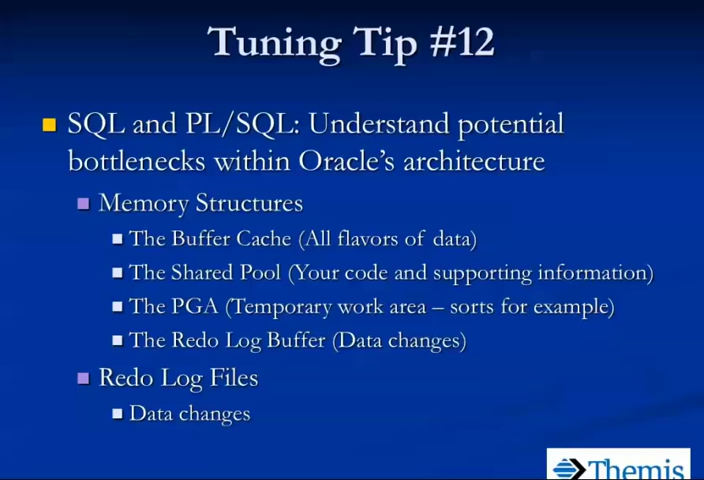 Tuning Tip #12
SQL and PL/SQL: Understand potential
bottlenecks within Oracle's architecture
Memory Structures
The Buffer Cache (All flavors of data)
The Shared Pool (Your code and supporting information)
The PGA (Temporary work area – sorts for example)
The Redo Log Buffer (Data changes)
Redo Log Files
Data changes
Themis